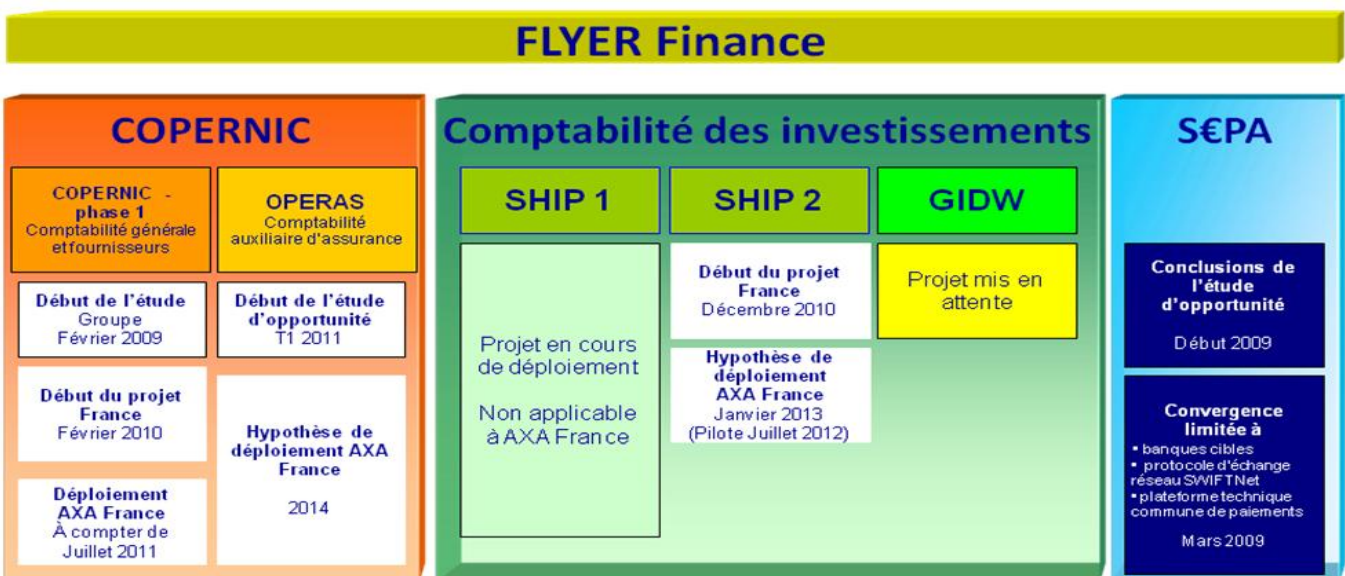 FLYER Finance
COPERNIC
COPERNIC -
phase 1
Comptabilité générale
et fournisseurs
Début de l'étude
Groupe
Février 2009
Début du projet
France
Février 2010
Déploiement
AXA France
À compter de
Juillet 2011
OPERAS
Comptabilité
auxiliaire d'assurance
Début de l'étude
d'opportunité
T1 2011
Hypothèse de
déploiement AXA
France
2014
Comptabilité des investissements
SHIP 1
Projet en cours
de déploiement
Non applicable
à AXA France
SHIP 2
Début du projet
France
Décembre 2010
Hypothèse de
déploiement
AXA France
Janvier 2013
(Pilote Juillet 2012)
GIDW
Projet mis en
attente
S€PA
Conclusions de
l'étude
d'opportunité
Début 2009
Convergence
limitée à
▪ banques cibles
▪ protocole d'échange
réseau SWIFTNet
▪ plateforme technique
commune de paiements
Mars 2009